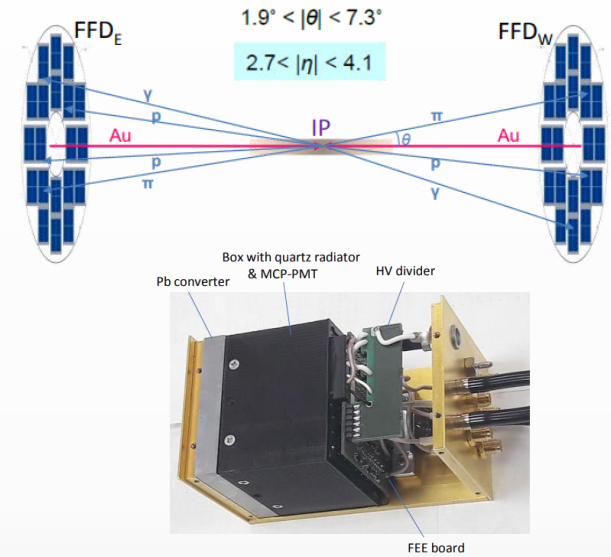 1.9° < |θ| < 7.3°
FFD_E
FFD_W
2.7< |η| < 4.1
γ
p
Au
p
π
IP
π
θ
Au
p
γ
Box with quartz radiator
& MCP-PMT
HV divider
Pb converter
FEE board